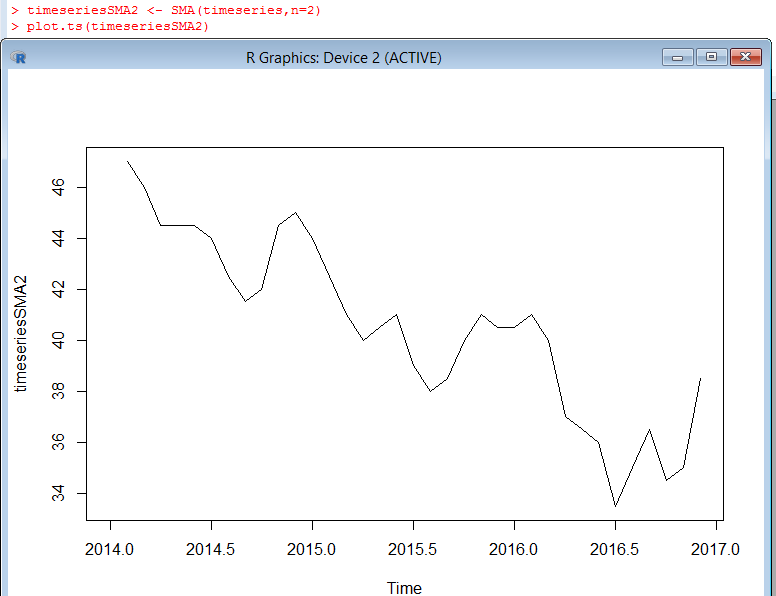 > timeseriesSMA2 <- SMA(timeseries,n=2)
> plot.ts(timeseriesSMA2)
R Graphics: Device 2 (ACTIVE)
46
44
42
40
38
36
34
timeseriesSMA2
2014.0 2014.5 2015.0 2015.5 2016.0 2016.5 2017.0
Time